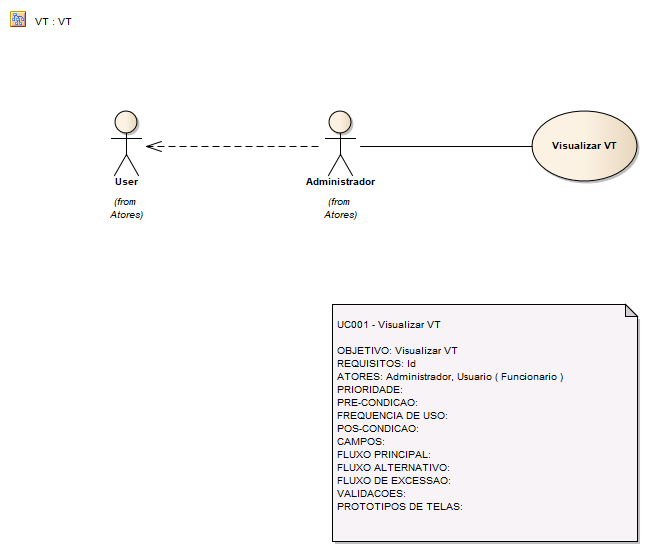 VT : VT
User
(from
Atores)
Administrador
(from
Atores)
Visualizar VT
UC001 - Visualizar VT
OBJETIVO: Visualizar VT
REQUISITOS: Id
ATORES: Administrador, Usuario ( Funcionario )
PRIORIDADE:
PRE-CONDICAO:
FREQUENCIA DE USO:
POS-CONDICAO:
CAMPOS:
FLUXO PRINCIPAL:
FLUXO ALTERNATIVO:
FLUXO DE EXCESSAO:
VALIDACOES:
PROTOTIPOS DE TELAS: